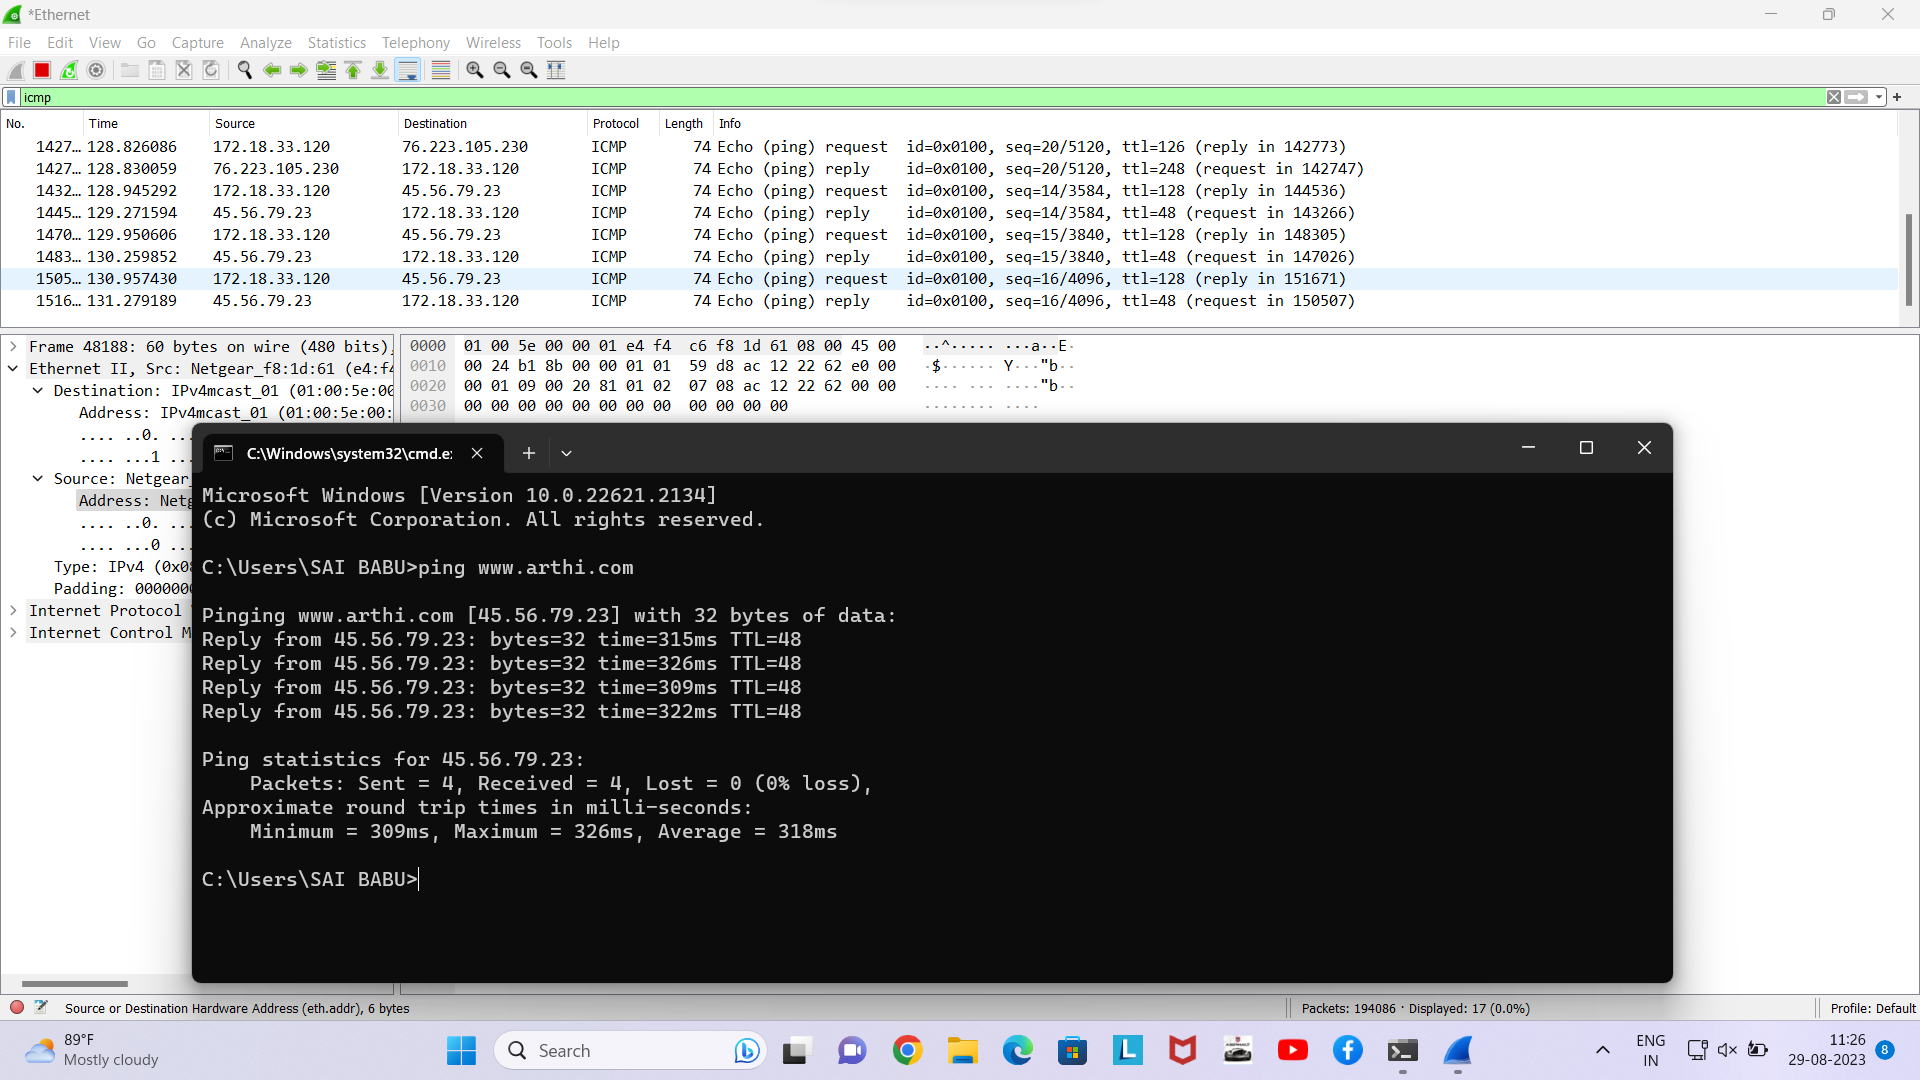 *Ethernet
File Edit View Go Capture Analyze Statistics Telephony Wireless Tools Help
icmp
No. Time Source Destination Protocol Length Info
1427… 128.826086 172.18.33.120 76.223.105.230 ICMP 74 Echo (ping) request id=0x0100, seq=20/5120, ttl=126 (reply in 142773)
1427… 128.830059 76.223.105.230 172.18.33.120 ICMP 74 Echo (ping) reply id=0x0100, seq=20/5120, ttl=248 (request in 142747)
1432… 128.945292 172.18.33.120 45.56.79.23 ICMP 74 Echo (ping) request id=0x0100, seq=14/3584, ttl=128 (reply in 144536)
1445… 129.271594 45.56.79.23 172.18.33.120 ICMP 74 Echo (ping) reply id=0x0100, seq=14/3584, ttl=48 (request in 143266)
1470… 129.950606 172.18.33.120 45.56.79.23 ICMP 74 Echo (ping) request id=0x0100, seq=15/3840, ttl=128 (reply in 148305)
1483… 130.259852 45.56.79.23 172.18.33.120 ICMP 74 Echo (ping) reply id=0x0100, seq=15/3840, ttl=48 (request in 147026)
1505… 130.957430 172.18.33.120 45.56.79.23 ICMP 74 Echo (ping) request id=0x0100, seq=16/4096, ttl=128 (reply in 151671)
1516… 131.279189 45.56.79.23 172.18.33.120 ICMP 74 Echo (ping) reply id=0x0100, seq=16/4096, ttl=48 (request in 150507)
Frame 48188: 60 bytes on wire (480 bits),
Ethernet II, Src: Netgear_f8:1d:61 (e4:f4
Destination: IPv4mcast_01 (01:00:5e:00
Address: IPv4mcast_01 (01:00:5e:00:
.... ..0. ...
.... ...1 ...
Source: Netgear_
Address: Netg
.... ..0. ...
.... ...0 ...
Type: IPv4 (0x08
Padding: 0000000
Internet Protocol
Internet Control M
0000 01 00 5e 00 00 01 e4 f4 c6 f8 1d 61 08 00 45 00 ··^····· ···a··E·
0010 00 24 b1 8b 00 00 01 01 59 d8 ac 12 22 62 e0 00 ·$······ Y···"b··
0020 00 01 09 00 20 81 01 02 07 08 ac 12 22 62 00 00 ···· ··· ····"b··
0030 00 00 00 00 00 00 00 00 00 00 00 00 ········ ····
C:\Windows\system32\cmd.e
Microsoft Windows [Version 10.0.22621.2134]
(c) Microsoft Corporation. All rights reserved.
C:\Users\SAI BABU>ping www.arthi.com
Pinging www.arthi.com [45.56.79.23] with 32 bytes of data:
Reply from 45.56.79.23: bytes=32 time=315ms TTL=48
Reply from 45.56.79.23: bytes=32 time=326ms TTL=48
Reply from 45.56.79.23: bytes=32 time=309ms TTL=48
Reply from 45.56.79.23: bytes=32 time=322ms TTL=48
Ping statistics for 45.56.79.23:
Packets: Sent = 4, Received = 4, Lost = 0 (0% loss),
Approximate round trip times in milli-seconds:
Minimum = 309ms, Maximum = 326ms, Average = 318ms
C:\Users\SAI BABU>
Source or Destination Hardware Address (eth.addr), 6 bytes
Packets: 194086 · Displayed: 17 (0.0%)
Profile: Default
89°F
Mostly cloudy
Search
L
ENG
IN
11:26
29-08-2023
8